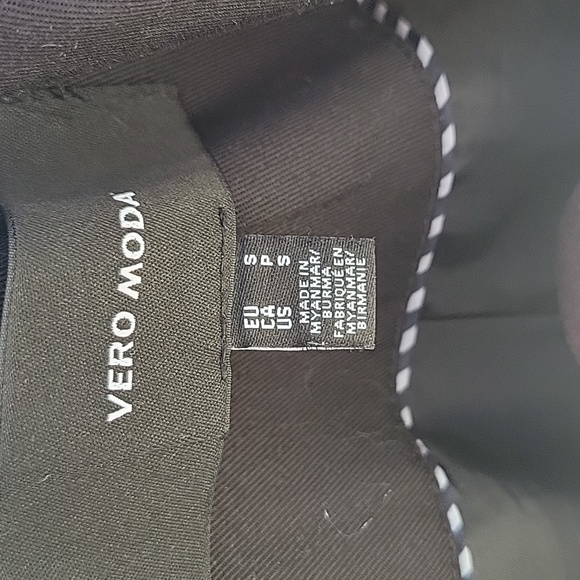 VERO MODA
EU S
CA P
US S
MADE IN
MYANMAR/
BURMA
FABRIQUÉ EN
MYANMAR/
BIRMANIE